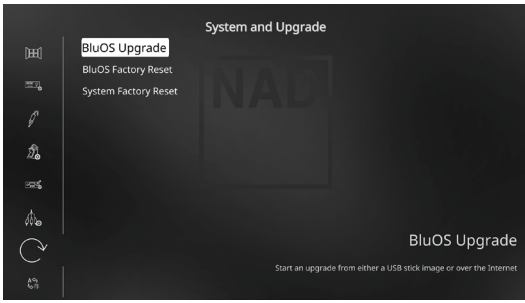 System and Upgrade
BluOS Upgrade
BluOS Factory Reset
System Factory Reset
NAD
BluOS Upgrade
Start an upgrade from either a USB stick image or over the Internet